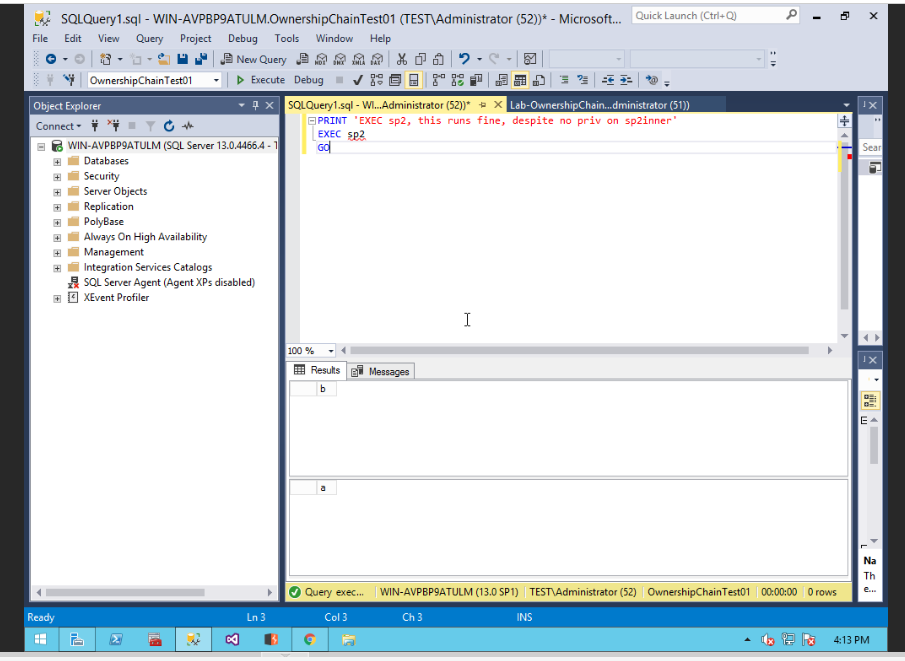 SQLQuery1.sql - WIN-AVPBP9ATULM.OwnershipChainTest01 (TEST\Administrator (52))* - Microsoft...
Quick Launch (Ctrl+Q)
File Edit View Query Project Debug Tools Window Help
New Query
OwnershipChainTest01 Execute Debug
Object Explorer
SQLQuery1.sql - WI...Administrator (52))* Lab-OwnershipChain...dministrator (51))
Connect
WIN-AVPBP9ATULM (SQL Server 13.0.4466.4 - T
Databases
Security
Server Objects
Replication
PolyBase
Always On High Availability
Management
Integration Services Catalogs
SQL Server Agent (Agent XPs disabled)
XEvent Profiler
PRINT 'EXEC sp2, this runs fine, despite no priv on sp2inner'
EXEC sp2
GO
Sear
100 %
Results Messages
b
a
Na
Th
e...
Query exec... WIN-AVPBP9ATULM (13.0 SP1) TEST\Administrator (52) OwnershipChainTest01 00:00:00 0 rows
Ready Ln 3 Col 3 Ch 3 INS
4:13 PM